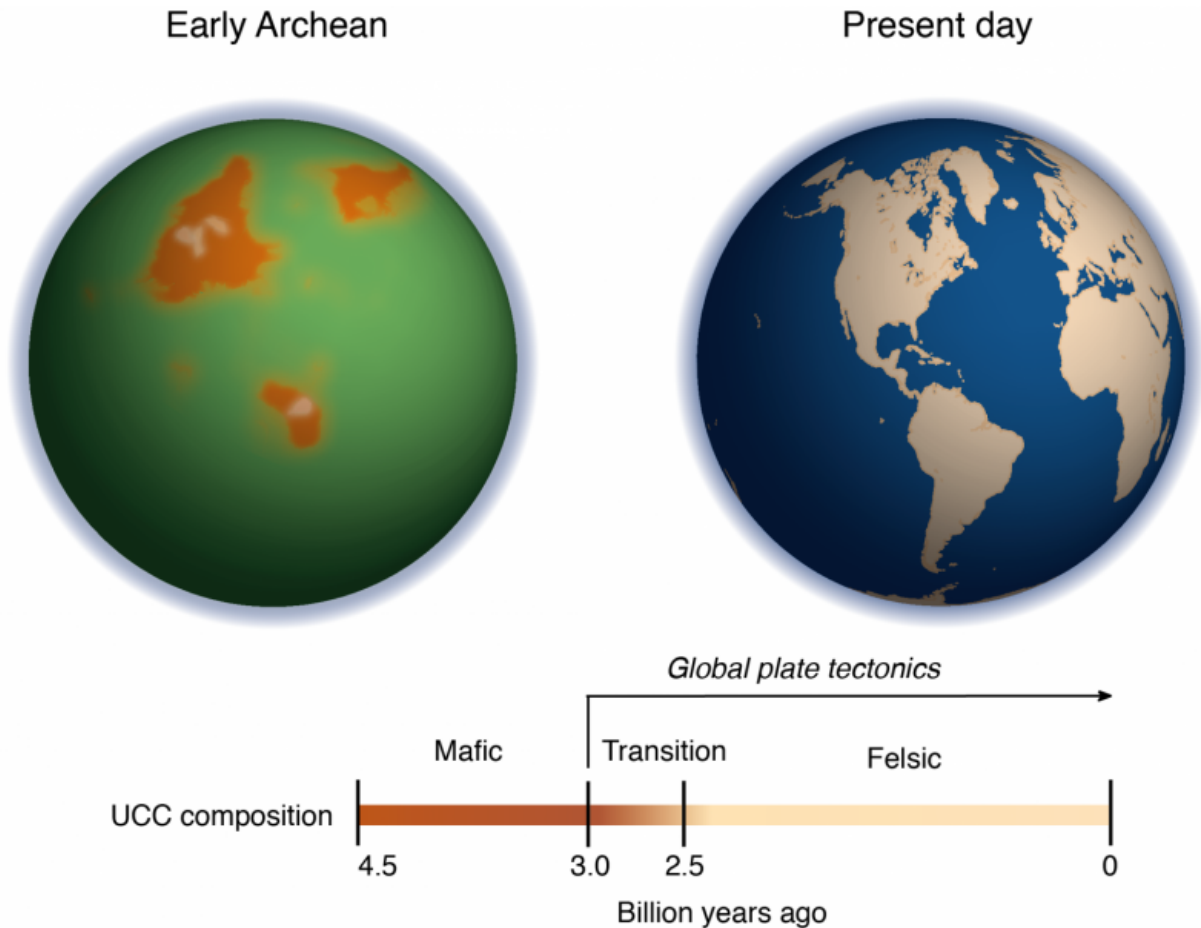 Early Archean
Present day
Global plate tectonics
Mafic
Transition
Felsic
UCC composition
4.5
3.0
2.5
0
Billion years ago